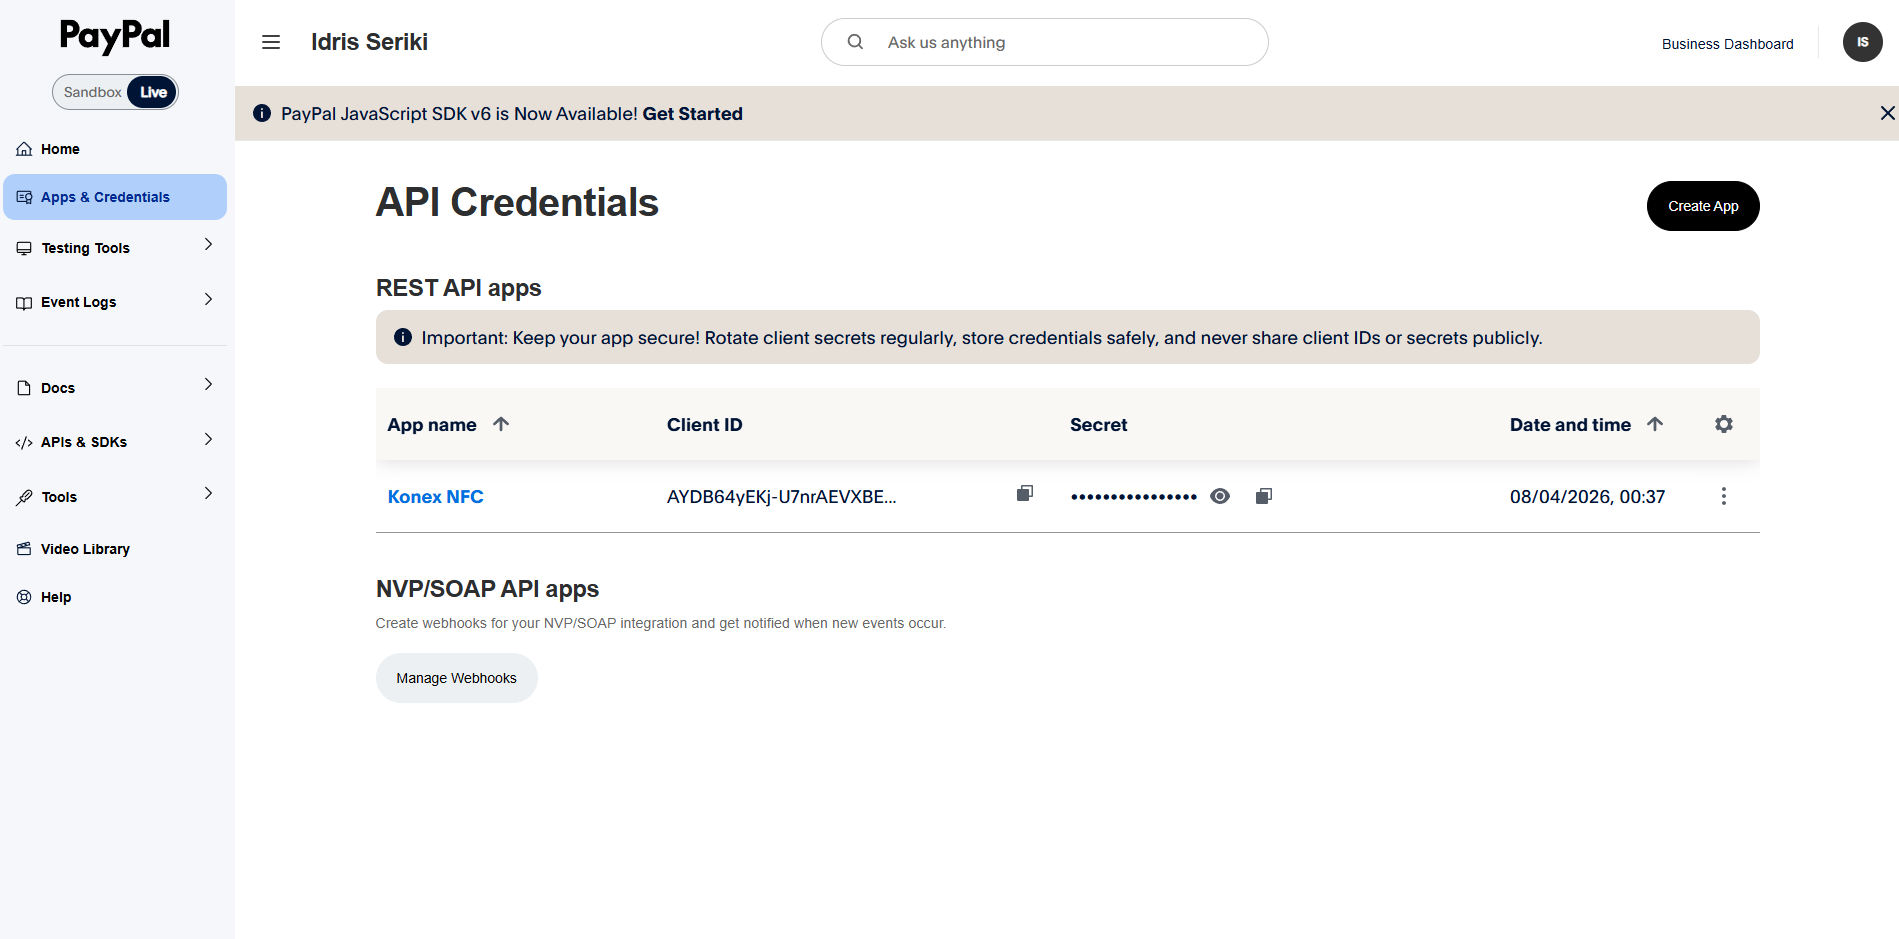 PayPal
Sandbox Live
Home
Apps & Credentials
Testing Tools
Event Logs
Docs
APIs & SDKs
Tools
Video Library
Help
Idris Seriki
Ask us anything
Business Dashboard
IS
PayPal JavaScript SDK v6 is Now Available! Get Started
API Credentials
Create App
REST API apps
Important: Keep your app secure! Rotate client secrets regularly, store credentials safely, and never share client IDs or secrets publicly.
App name Client ID Secret Date and time
Konex NFC AYDB64yEKj-U7nrAEVXBE... •••••••••••••••• 08/04/2026, 00:37
NVP/SOAP API apps
Create webhooks for your NVP/SOAP integration and get notified when new events occur.
Manage Webhooks